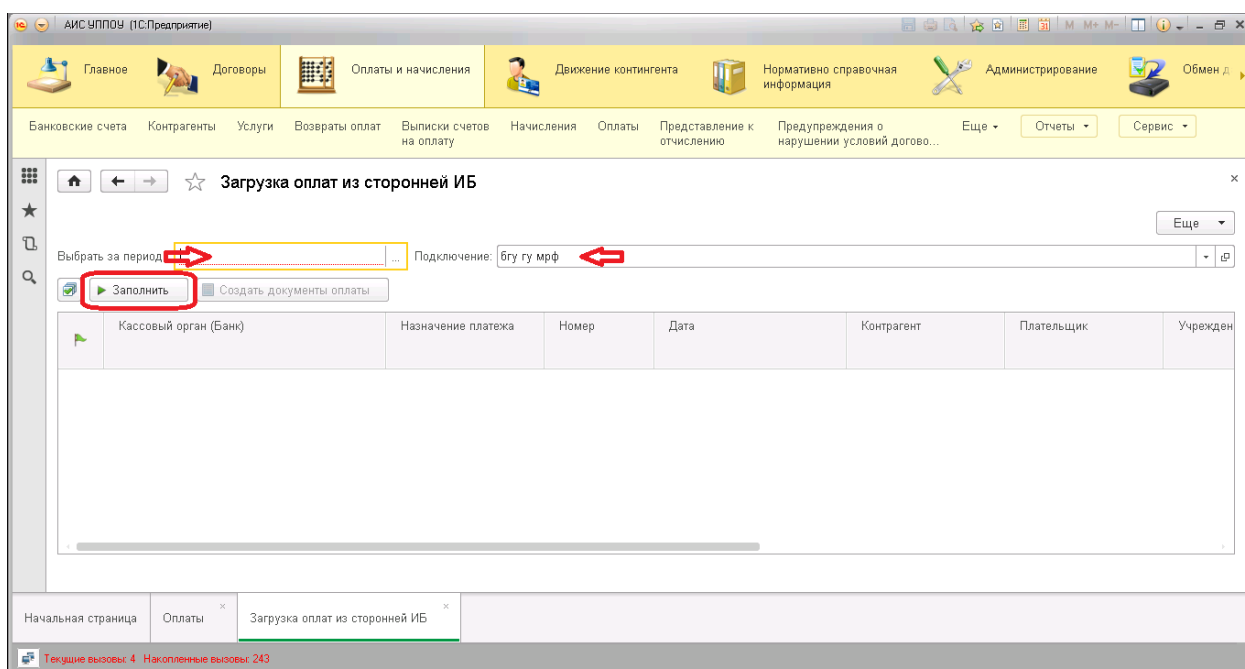 АИС УППОУ (1С:Предприятие)
M M+ M-
Главное
Договоры
Оплаты и начисления
Движение контингента
Нормативно справочная
информация
Администрирование
Обмен д
Банковские счета
Контрагенты
Услуги
Возвраты оплат
Выписки счетов
на оплату
Начисления
Оплаты
Представление к
отчислению
Предупреждения о
нарушении условий догово...
Еще
Отчеты
Сервис
Загрузка оплат из сторонней ИБ
Еще
Выбрать за период
...
Подключение: бгу гу мрф
Заполнить
Создать документы оплаты
Кассовый орган (Банк)
Назначение платежа
Номер
Дата
Контрагент
Плательщик
Учрежден
Начальная страница
Оплаты
Загрузка оплат из сторонней ИБ
Текущие вызовы: 4 Накопленные вызовы: 243